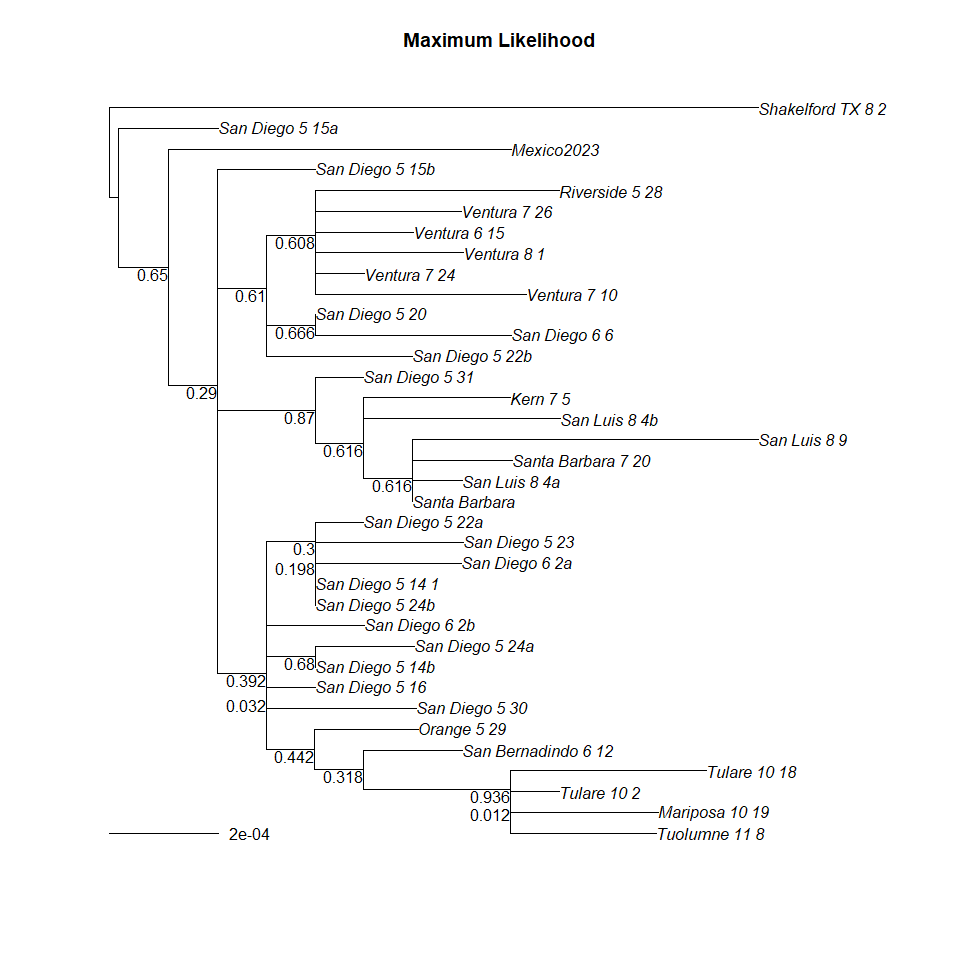 Maximum Likelihood
Shakelford TX 8 2
San Diego 5 15a
Mexico2023
San Diego 5 15b
Riverside 5 28
Ventura 7 26
Ventura 6 15
0.608
Ventura 8 1
0.65
Ventura 7 24
0.61
Ventura 7 10
San Diego 5 20
0.666
San Diego 6 6
San Diego 5 22b
San Diego 5 31
0.29
Kern 7 5
0.87
San Luis 8 4b
San Luis 8 9
0.616
Santa Barbara 7 20
San Luis 8 4a
0.616
Santa Barbara
San Diego 5 22a
San Diego 5 23
0.3
San Diego 6 2a
0.198
San Diego 5 14 1
San Diego 5 24b
San Diego 6 2b
San Diego 5 24a
0.68
San Diego 5 14b
0.392
San Diego 5 16
0.032
San Diego 5 30
Orange 5 29
San Bernadindo 6 12
0.442
Tulare 10 18
0.318
Tulare 10 2
0.936
Mariposa 10 19
0.012
Tuolumne 11 8
2e-04